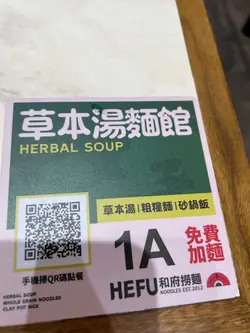 草本湯麵館
HERBAL SOUP
草本湯|粗糧麵|砂鍋飯
1A
免費
加麵
手機掃QR碼點餐
HERBAL SOUP
WHOLE GRAIN NOODLES
CLAY POT RICE
HEFU 和府撈麵
NOODLES EST.2012